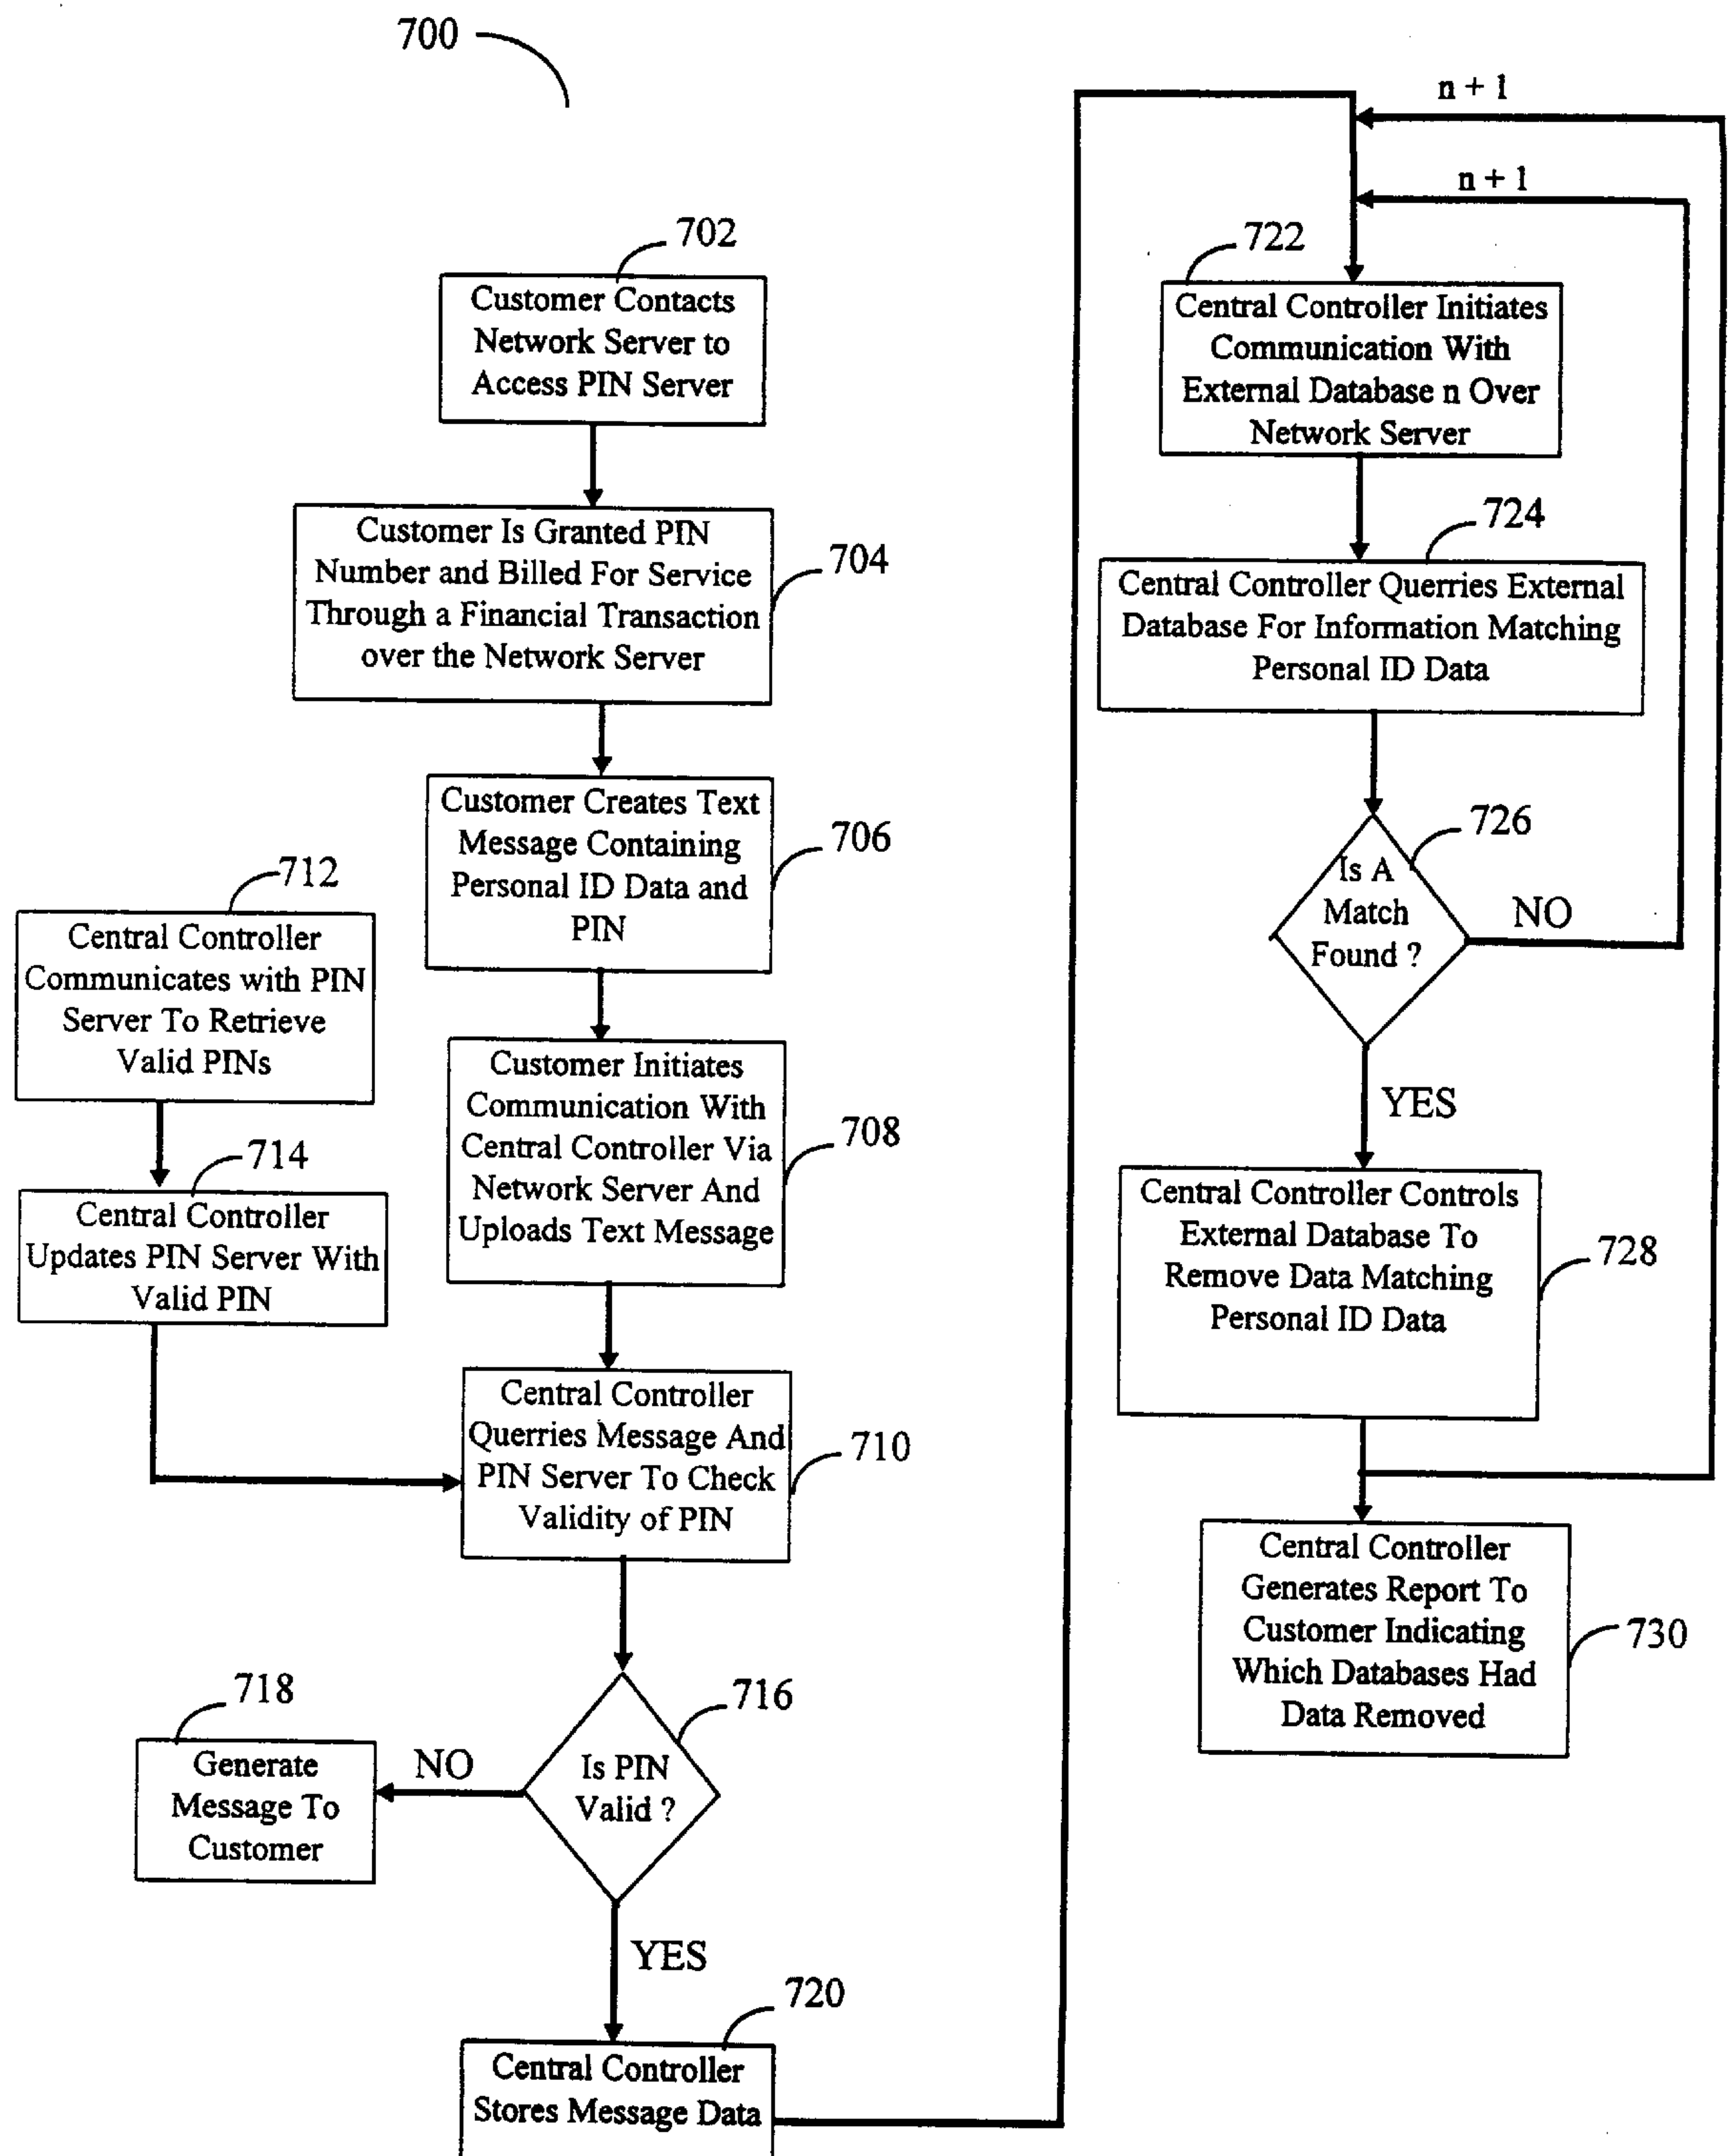 700
702
Customer Contacts
Network Server to
Access PIN Server
Customer Is Granted PIN
Number and Billed For Service
Through a Financial Transaction
over the Network Server
704
Customer Creates Text
Message Containing
Personal ID Data and
PIN
706
712
Central Controller
Communicates with PIN
Server To Retrieve
Valid PINs
Customer Initiates
Communication With
Central Controller Via
Network Server And
Uploads Text Message
708
714
Central Controller
Updates PIN Server With
Valid PIN
Central Controller
Querries Message And
PIN Server To Check
Validity of PIN
710
716
Is PIN
Valid ?
NO
718
Generate
Message To
Customer
YES
720
Central Controller
Stores Message Data
n + 1
n + 1
722
Central Controller Initiates
Communication With
External Database n Over
Network Server
724
Central Controller Querries External
Database For Information Matching
Personal ID Data
726
Is A
Match
Found ?
NO
YES
Central Controller Controls
External Database To
Remove Data Matching
Personal ID Data
728
Central Controller
Generates Report To
Customer Indicating
Which Databases Had
Data Removed
730